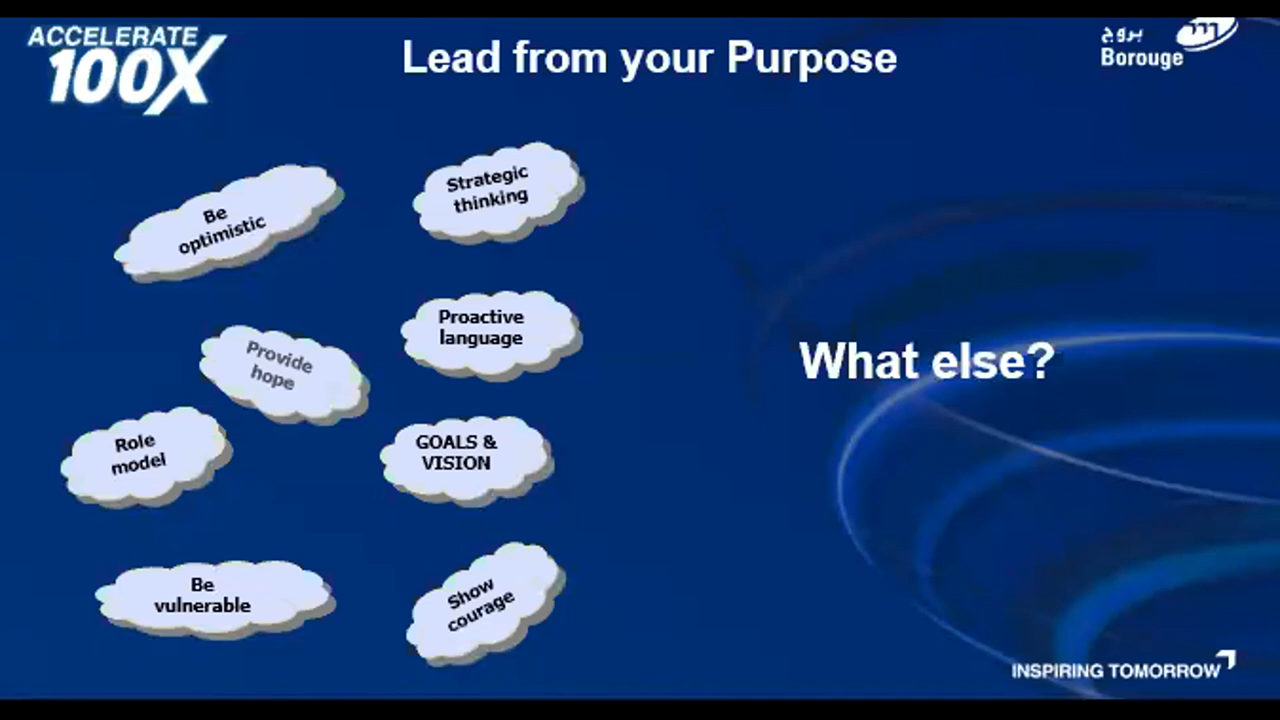 ACCELERATE
100X
Lead from your Purpose
بروج
Borouge
Be
optimistic
Strategic
thinking
Provide
hope
Proactive
language
What else?
Role
model
GOALS &
VISION
Be
vulnerable
Show
courage
INSPIRING TOMORROW